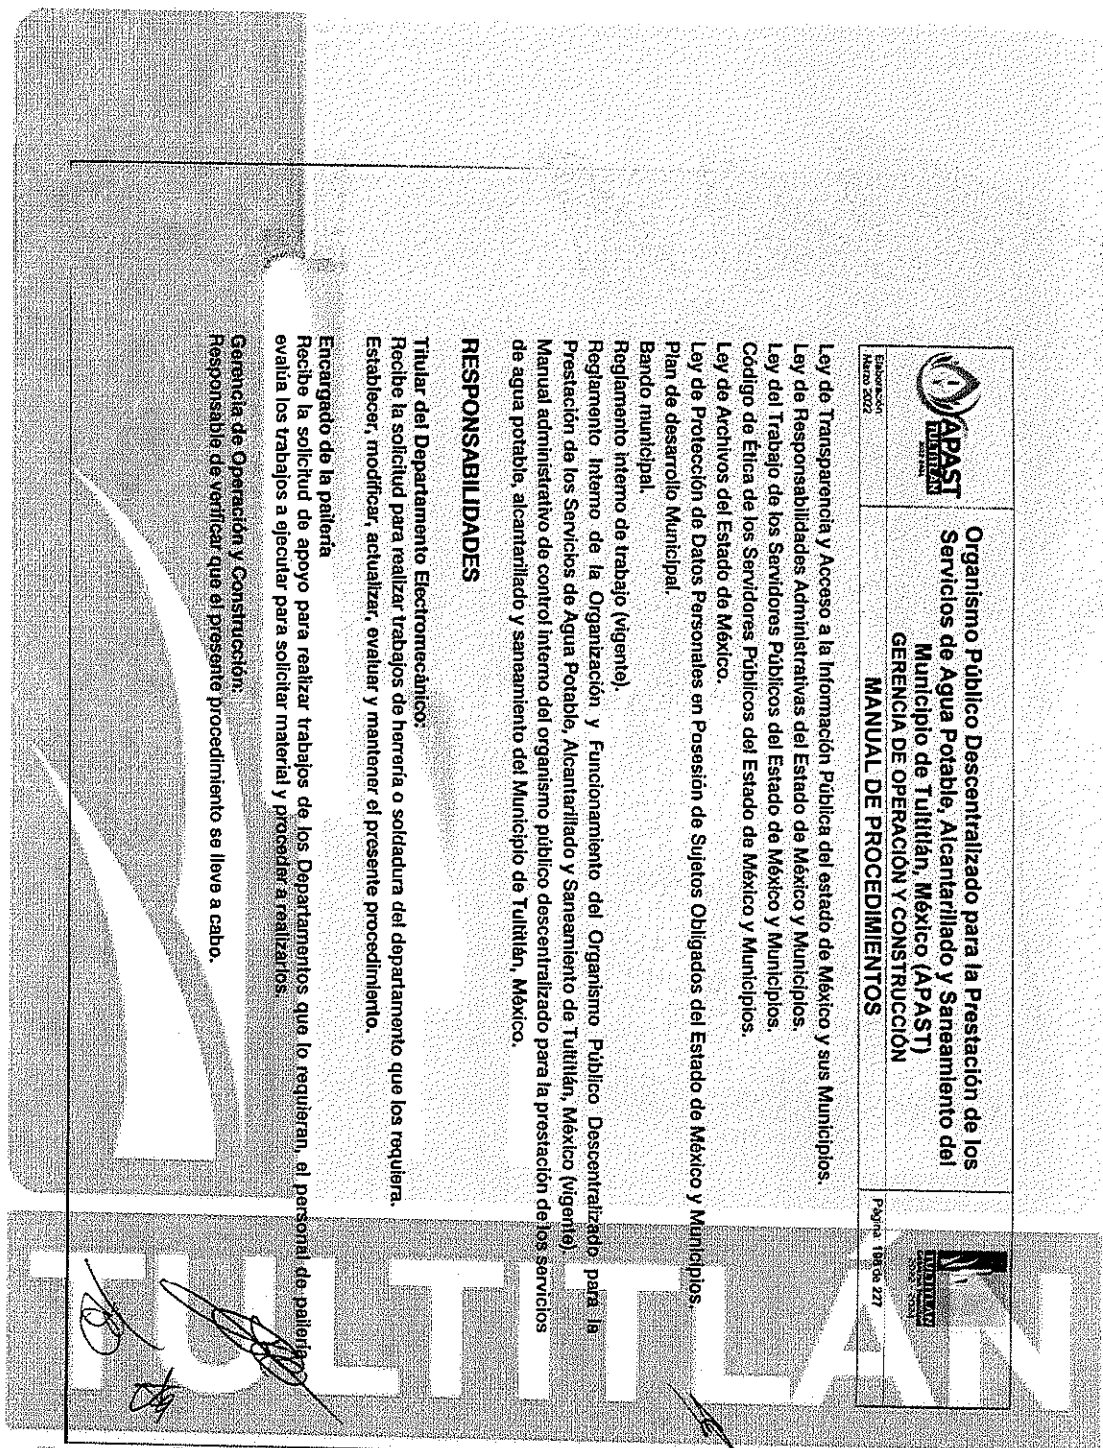 APAST
TULTITLÁN
Organismo Público Descentralizado para la Prestación de los
Servicios de Agua Potable, Alcantarillado y Saneamiento del
Municipio de Tultitlán, México (APAST)
GERENCIA DE OPERACIÓN Y CONSTRUCCIÓN
MANUAL DE PROCEDIMIENTOS
TULTITLÁN
Elaboración
Marzo -2022
Página: 198 de 227
Ley de Transparencia y Acceso a la Información Pública del estado de México y sus Municipios.
Ley de Responsabilidades Administrativas del Estado de México y Municipios.
Ley del Trabajo de los Servidores Públicos del Estado de México y Municipios.
Código de Ética de los Servidores Públicos del Estado de México y Municipios.
Ley de Archivos del Estado de México.
Ley de Protección de Datos Personales en Posesión de Sujetos Obligados del Estado de México y Municipios.
Plan de desarrollo Municipal.
Bando municipal.
Reglamento interno de trabajo (vigente).
Reglamento Interno de la Organización y Funcionamiento del Organismo Público Descentralizado para la
Prestación de los Servicios de Agua Potable, Alcantarillado y Saneamiento de Tultitlán, México (vigente).
Manual administrativo de control interno del organismo público descentralizado para la prestación de los servicios
de agua potable, alcantarillado y saneamiento del Municipio de Tultitlán, México.
RESPONSABILIDADES
Titular del Departamento Electromecánico:
Recibe la solicitud para realizar trabajos de herrería o soldadura del departamento que los requiera.
Establecer, modificar, actualizar, evaluar y mantener el presente procedimiento.
Encargado de la pailería
Recibe la solicitud de apoyo para realizar trabajos de los Departamentos que lo requieran, el personal de pailería
evalúa los trabajos a ejecutar para solicitar material y proceder a realizarlos.
Gerencia de Operación y Construcción:
Responsable de verificar que el presente procedimiento se lleve a cabo.
TULTITLÁN